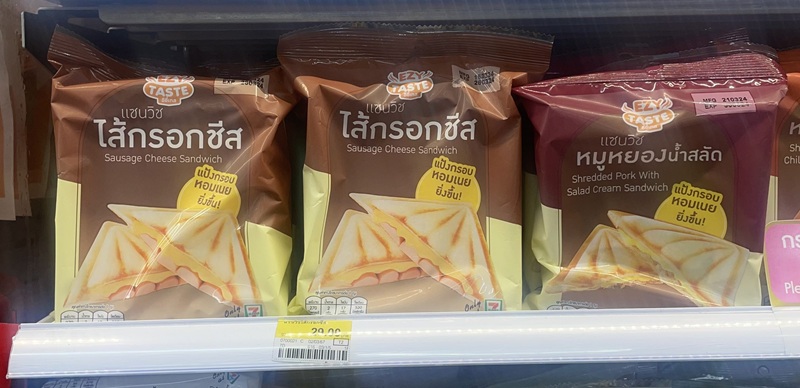 EZY
TASTE
แซนวิช
ไส้กรอกชีส
Sausage Cheese Sandwich
แป้งกรอบ
หอมเนย
ยิ่งขึ้น!
Only
7
EZY
TASTE
แซนวิช
ไส้กรอกชีส
Sausage Cheese Sandwich
แป้งกรอบ
หอมเนย
ยิ่งขึ้น!
Only
7
EZY
TASTE
MFG 210324
EXP
แซนวิช
หมูหยองน้ำสลัด
Shredded Pork With
Salad Cream Sandwich
แป้งกรอบ
หอมเนย
ยิ่งขึ้น!
29.00